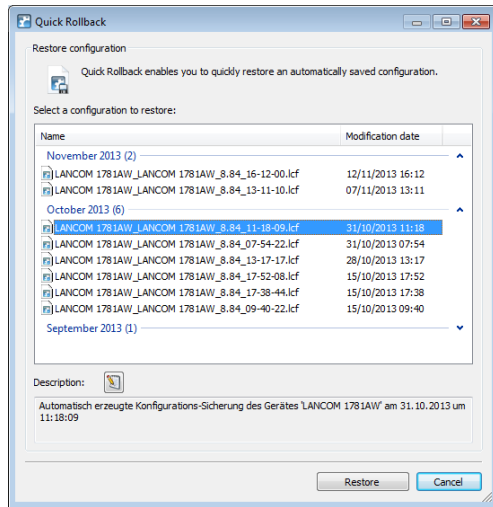 Quick Rollback
Restore configuration
Quick Rollback enables you to quickly restore an automatically saved configuration.
Select a configuration to restore:
Name Modification date
November 2013 (2)
LANCOM 1781AW_LANCOM 1781AW_8.84_16-12-00.lcf 12/11/2013 16:12
LANCOM 1781AW_LANCOM 1781AW_8.84_13-11-10.lcf 07/11/2013 13:11
October 2013 (6)
LANCOM 1781AW_LANCOM 1781AW_8.84_11-18-09.lcf 31/10/2013 11:18
LANCOM 1781AW_LANCOM 1781AW_8.84_07-54-22.lcf 31/10/2013 07:54
LANCOM 1781AW_LANCOM 1781AW_8.84_13-17-17.lcf 28/10/2013 13:17
LANCOM 1781AW_LANCOM 1781AW_8.84_17-52-08.lcf 15/10/2013 17:52
LANCOM 1781AW_LANCOM 1781AW_8.84_17-38-44.lcf 15/10/2013 17:38
LANCOM 1781AW_LANCOM 1781AW_8.84_09-40-22.lcf 15/10/2013 09:40
September 2013 (1)
Description:
Automatisch erzeugte Konfigurations-Sicherung des Gerätes 'LANCOM 1781AW' am 31.10.2013 um
11:18:09
Restore Cancel